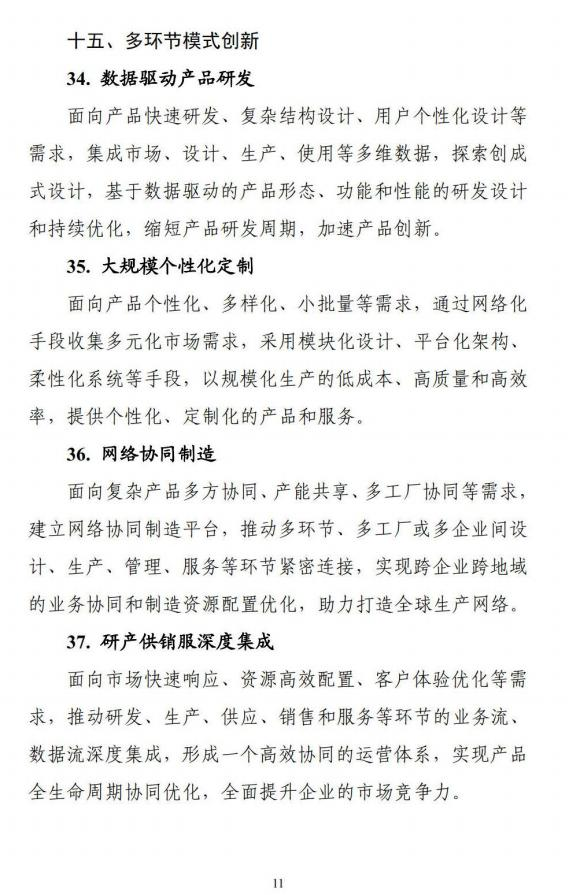 十五、多环节模式创新
34. 数据驱动产品研发
面向产品快速研发、复杂结构设计、用户个性化设计等
需求，集成市场、设计、生产、使用等多维数据，探索创成
式设计，基于数据驱动的产品形态、功能和性能的研发设计
和持续优化，缩短产品研发周期，加速产品创新。
35. 大规模个性化定制
面向产品个性化、多样化、小批量等需求，通过网络化
手段收集多元化市场需求，采用模块化设计、平台化架构、
柔性化系统等手段，以规模化生产的低成本、高质量和高效
率，提供个性化、定制化的产品和服务。
36. 网络协同制造
面向复杂产品多方协同、产能共享、多工厂协同等需求，
建立网络协同制造平台，推动多环节、多工厂或多企业间设
计、生产、管理、服务等环节紧密连接，实现跨企业跨地域
的业务协同和制造资源配置优化，助力打造全球生产网络。
37. 研产供销服深度集成
面向市场快速响应、资源高效配置、客户体验优化等需
求，推动研发、生产、供应、销售和服务等环节的业务流、
数据流深度集成，形成一个高效协同的运营体系，实现产品
全生命周期协同优化，全面提升企业的市场竞争力。
11